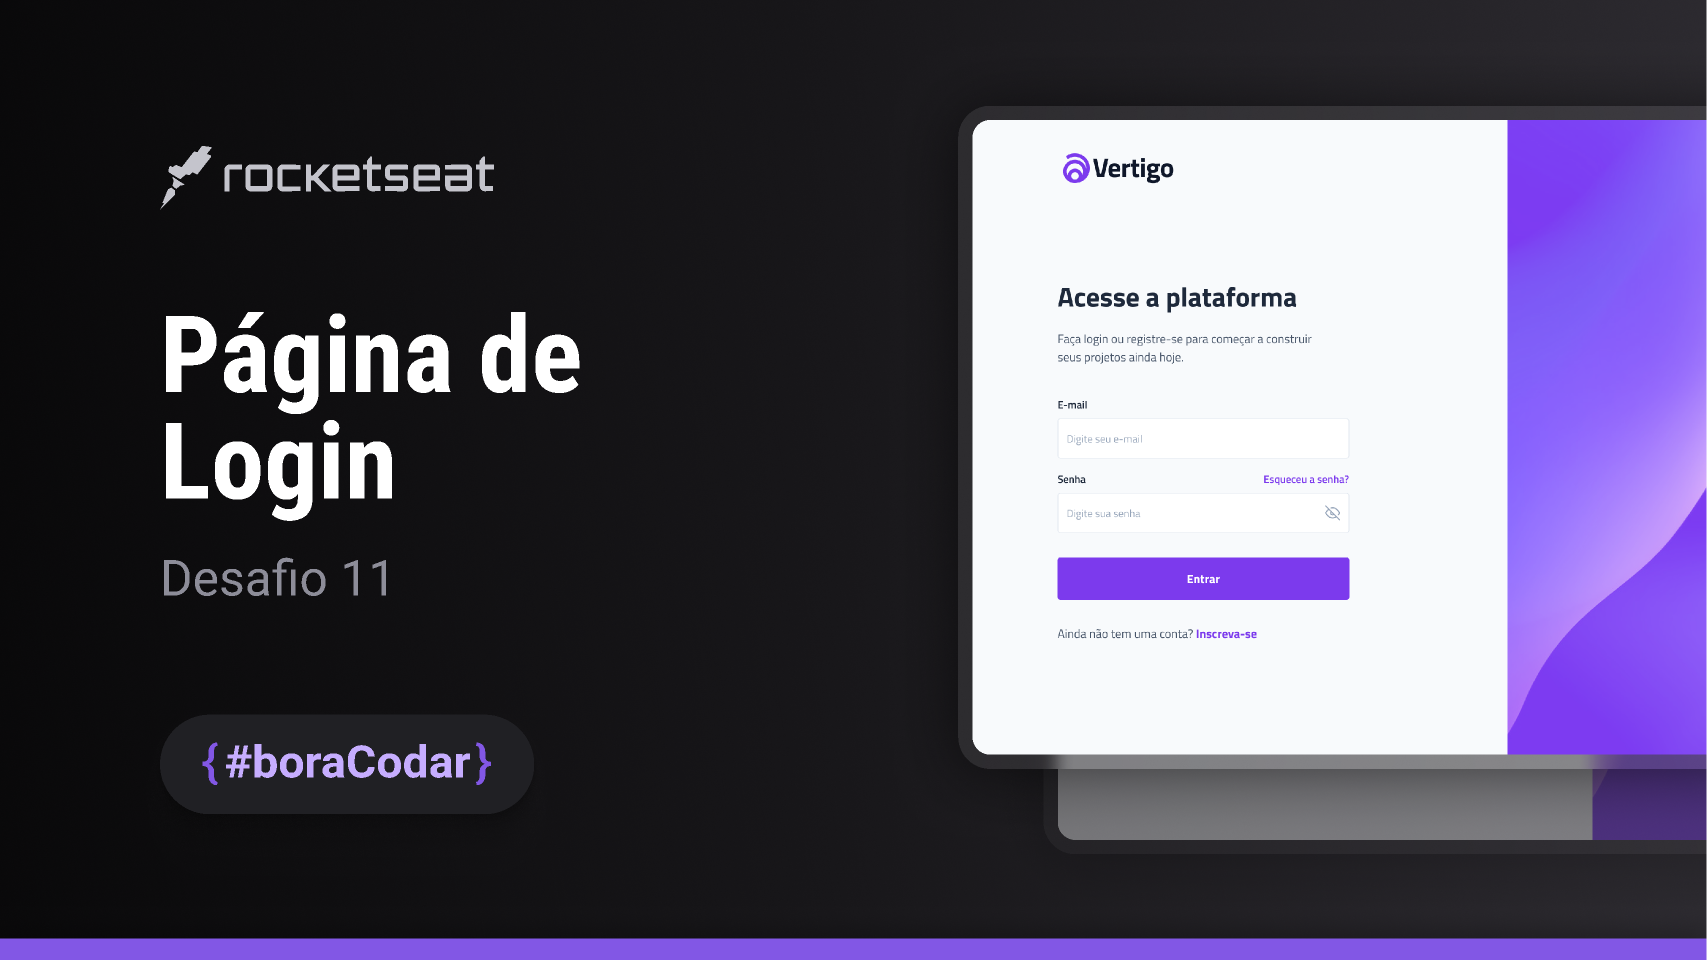 rocketseat
Página de
Login
Desafio 11
{#boraCodar}
Vertigo
Acesse a plataforma
Faça login ou registre-se para começar a construir
seus projetos ainda hoje.
E-mail
Digite seu e-mail
Senha Esqueceu a senha?
Digite sua senha
Entrar
Ainda não tem uma conta? Inscreva-se